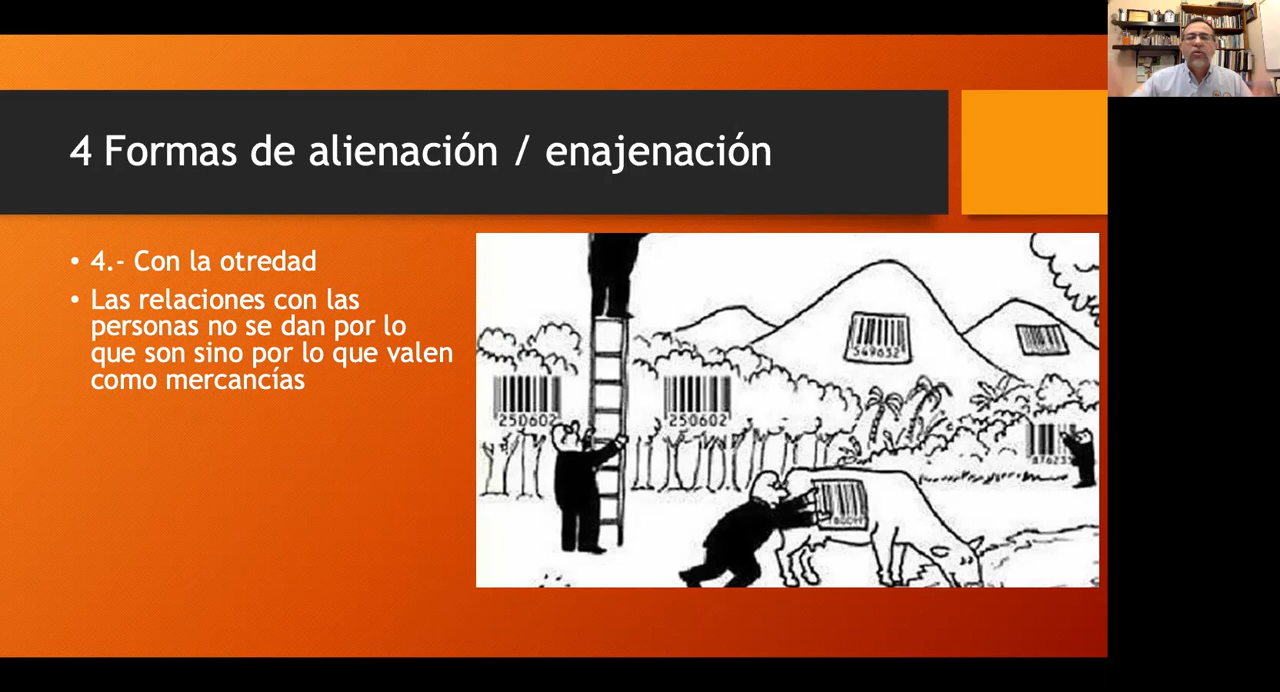 4 Formas de alienación / enajenación
• 4.- Con la otredad
• Las relaciones con las
personas no se dan por lo
que son sino por lo que valen
como mercancías
549632
250602
250602